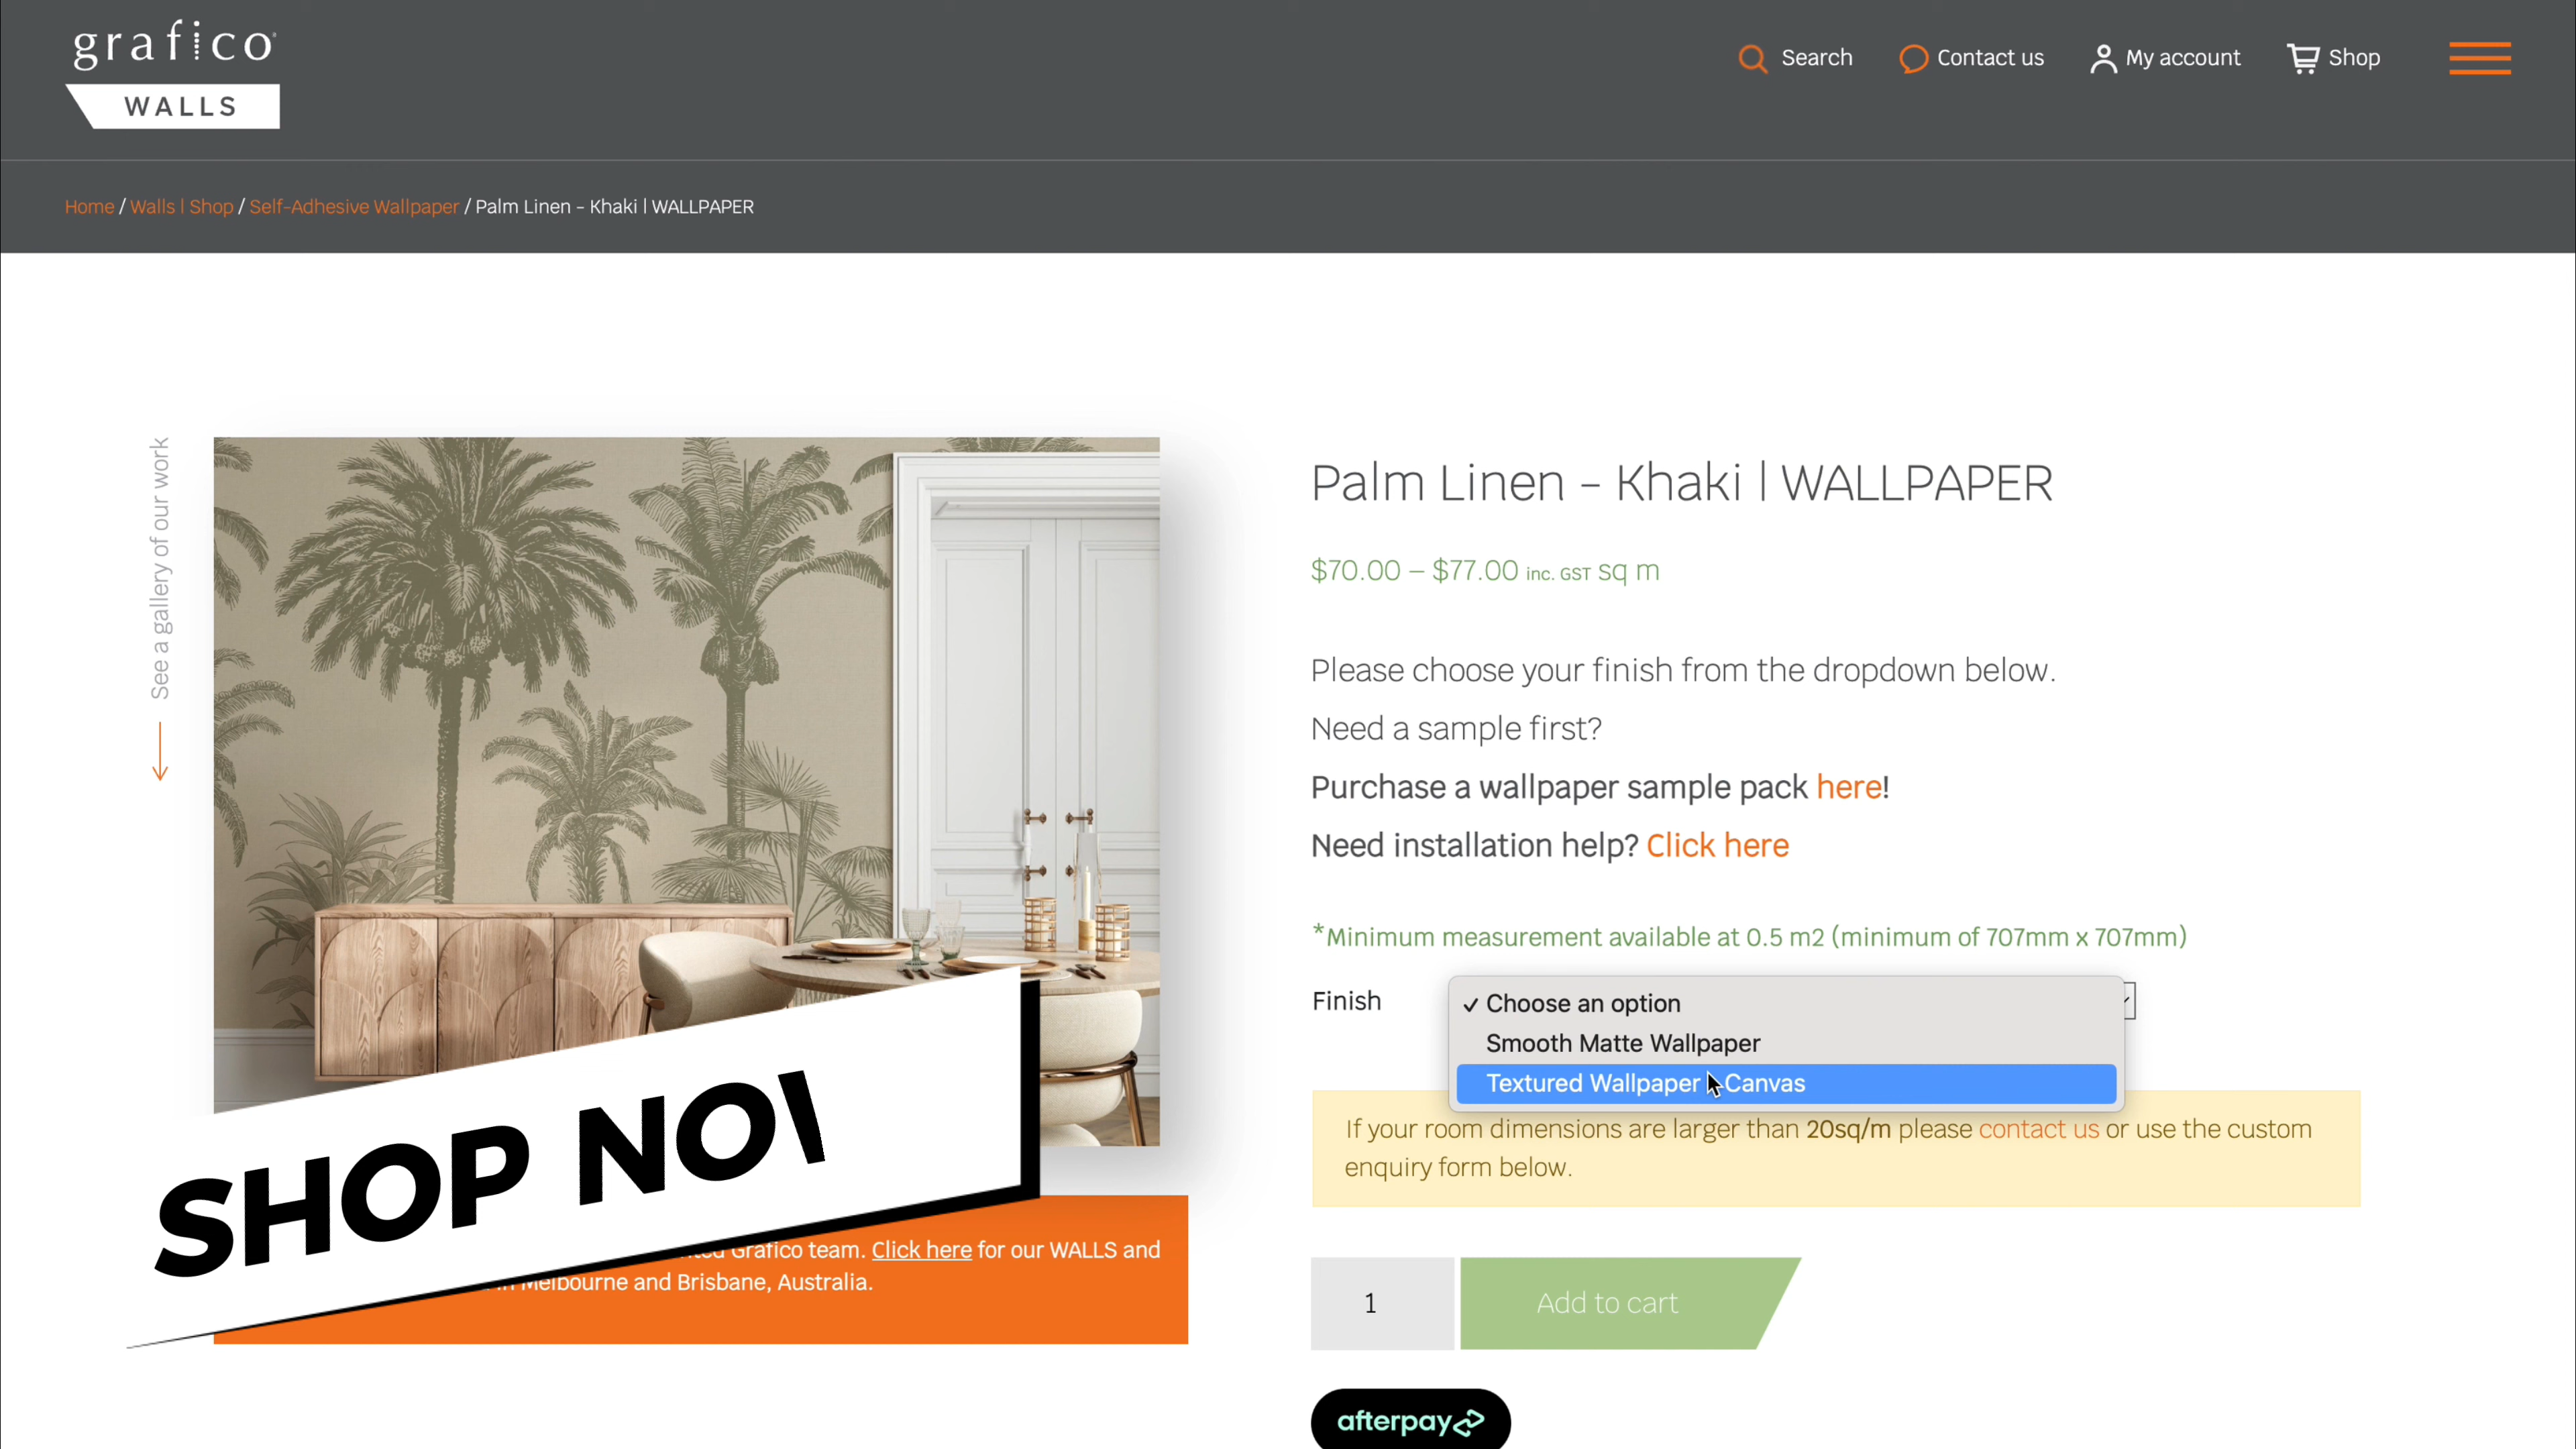 grafico
WALLS
Search
Contact us
My account
Shop
Home / Walls | Shop / Self-Adhesive Wallpaper / Palm Linen - Khaki | WALLPAPER
See a gallery of our work
Palm Linen - Khaki | WALLPAPER
$70.00 – $77.00 inc. GST sq m
Please choose your finish from the dropdown below.
Need a sample first?
Purchase a wallpaper sample pack here!
Need installation help? Click here
*Minimum measurement available at 0.5 m2 (minimum of 707mm x 707mm)
Finish
✓ Choose an option
Smooth Matte Wallpaper
Textured Wallpaper Canvas
If your room dimensions are larger than 20sq/m please contact us or use the custom
enquiry form below.
SHOP NO
Grafico team. Click here for our WALLS and
Melbourne and Brisbane, Australia.
1
Add to cart
afterpay